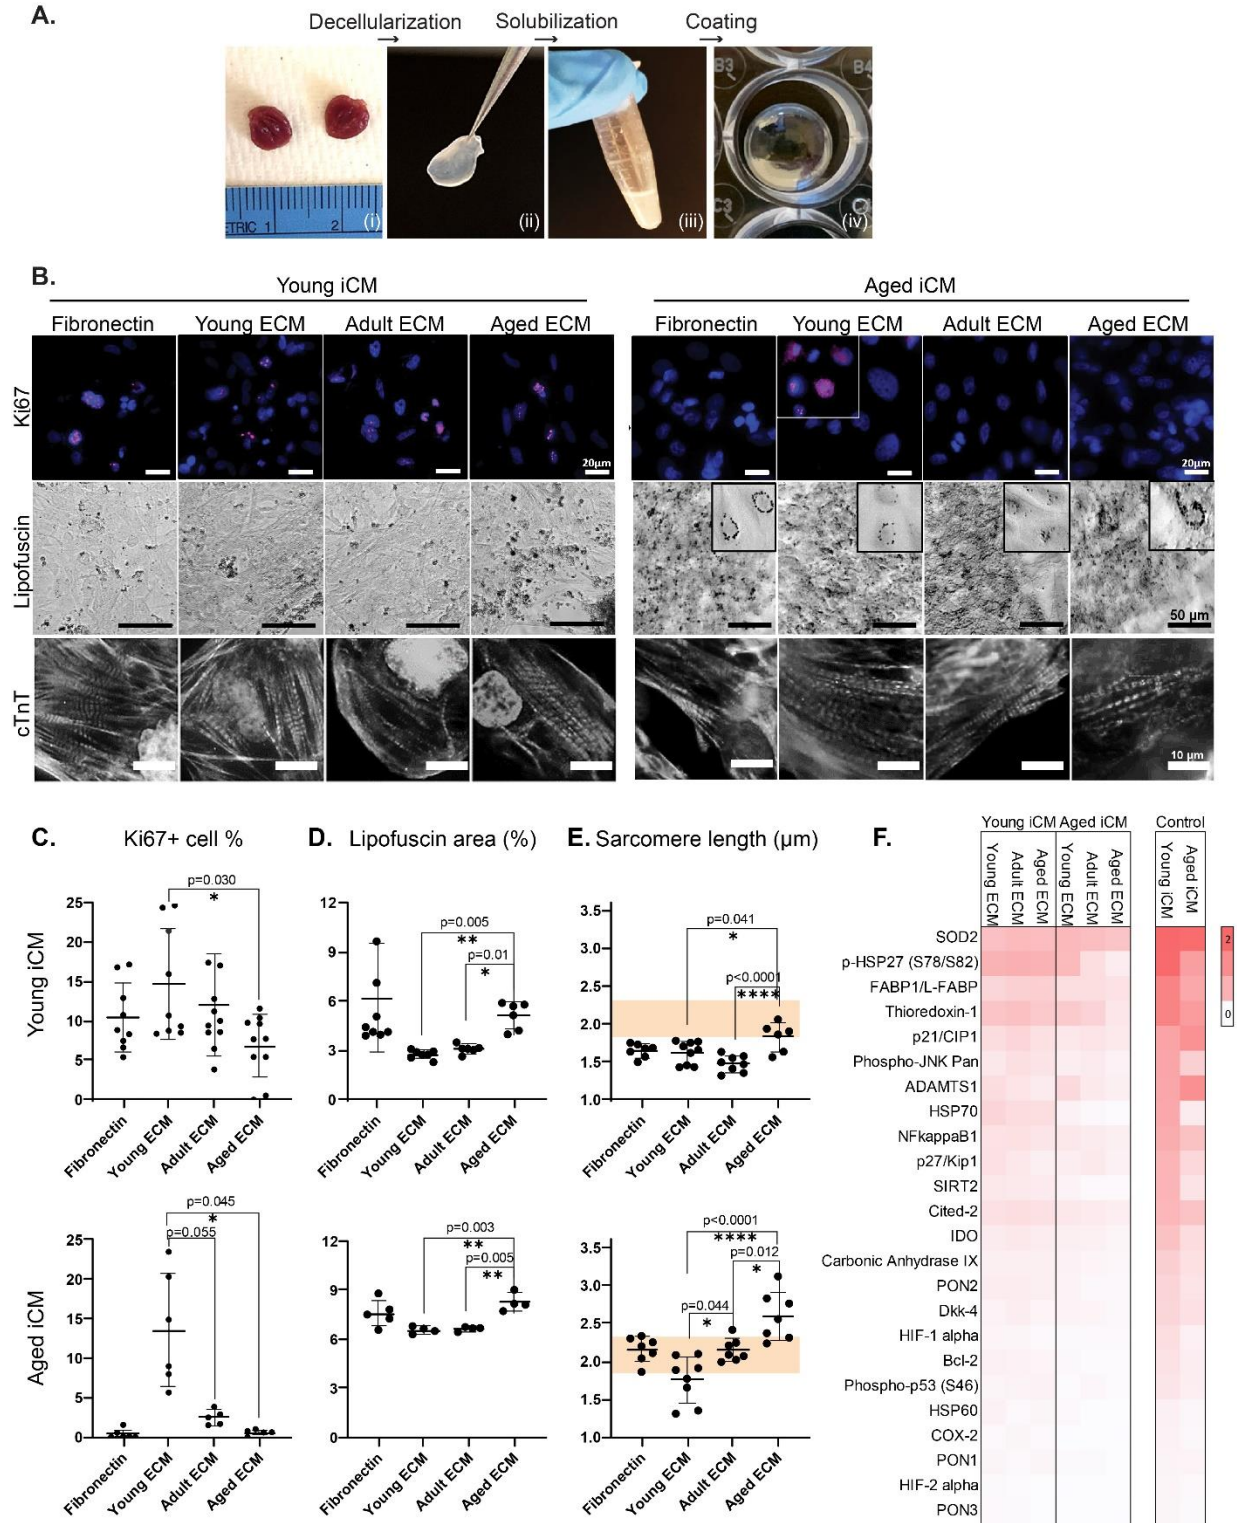 A.
Decellularization → Solubilization → Coating →
ETRIC 1 2
(i) (ii) (iii) (iv)
B3 B4
C3
B.
Young iCM Aged iCM
Fibronectin Young ECM Adult ECM Aged ECM Fibronectin Young ECM Adult ECM Aged ECM
Ki67
20μm 20μm
Lipofuscin
50 μm
cTnT
10 μm
C. Ki67+ cell %
Young iCM
p=0.030
*
25
20
15
10
5
0
Fibronectin Young ECM Adult ECM Aged ECM
Aged iCM
p=0.045
*
p=0.055
25
20
15
10
5
0
Fibronectin Young ECM Adult ECM Aged ECM
D. Lipofuscin area (%)
p=0.005
**
p=0.01
*
12
9
6
3
0
Fibronectin Young ECM Adult ECM Aged ECM
p=0.003
**
p=0.005
**
12
9
6
3
0
Fibronectin Young ECM Adult ECM Aged ECM
E. Sarcomere length (μm)
p=0.041
*
p<0.0001
****
3.5
3.0
2.5
2.0
1.5
1.0
Fibronectin Young ECM Adult ECM Aged ECM
p<0.0001
****
p=0.012
*
p=0.044
*
3.5
3.0
2.5
2.0
1.5
1.0
Fibronectin Young ECM Adult ECM Aged ECM
F.
Young iCM Aged iCM Control
Young ECM Adult ECM Aged ECM Young ECM Adult ECM Aged ECM Young iCM Aged iCM
SOD2
p-HSP27 (S78/S82)
FABP1/L-FABP
Thioredoxin-1
p21/CIP1
Phospho-JNK Pan
ADAMTS1
HSP70
NFkappaB1
p27/Kip1
SIRT2
Cited-2
IDO
Carbonic Anhydrase IX
PON2
Dkk-4
HIF-1 alpha
Bcl-2
Phospho-p53 (S46)
HSP60
COX-2
PON1
HIF-2 alpha
PON3
2
0